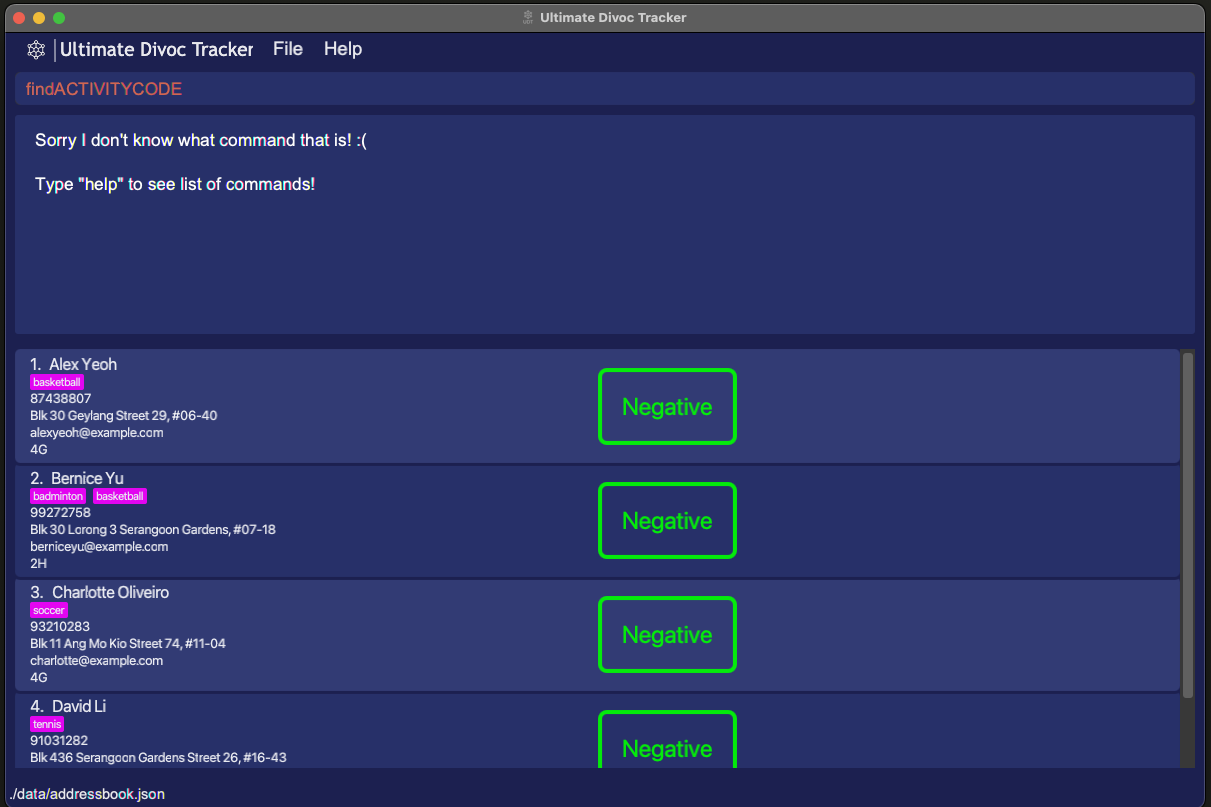 Ultimate Divoc Tracker
Ultimate Divoc Tracker File Help
findACTIVITYCODE
Sorry I don't know what command that is! :(
Type "help" to see list of commands!
1. Alex Yeoh
basketball
87438807
Blk 30 Geylang Street 29, #06-40
alexyeoh@example.com
4G
Negative
2. Bernice Yu
badminton basketball
99272758
Blk 30 Lorong 3 Serangoon Gardens, #07-18
berniceyu@example.com
2H
Negative
3. Charlotte Oliveiro
soccer
93210283
Blk 11 Ang Mo Kio Street 74, #11-04
charlotte@example.com
4G
Negative
4. David Li
tennis
91031282
Blk 436 Serangoon Gardens Street 26, #16-43
Negative
./data/addressbook.json